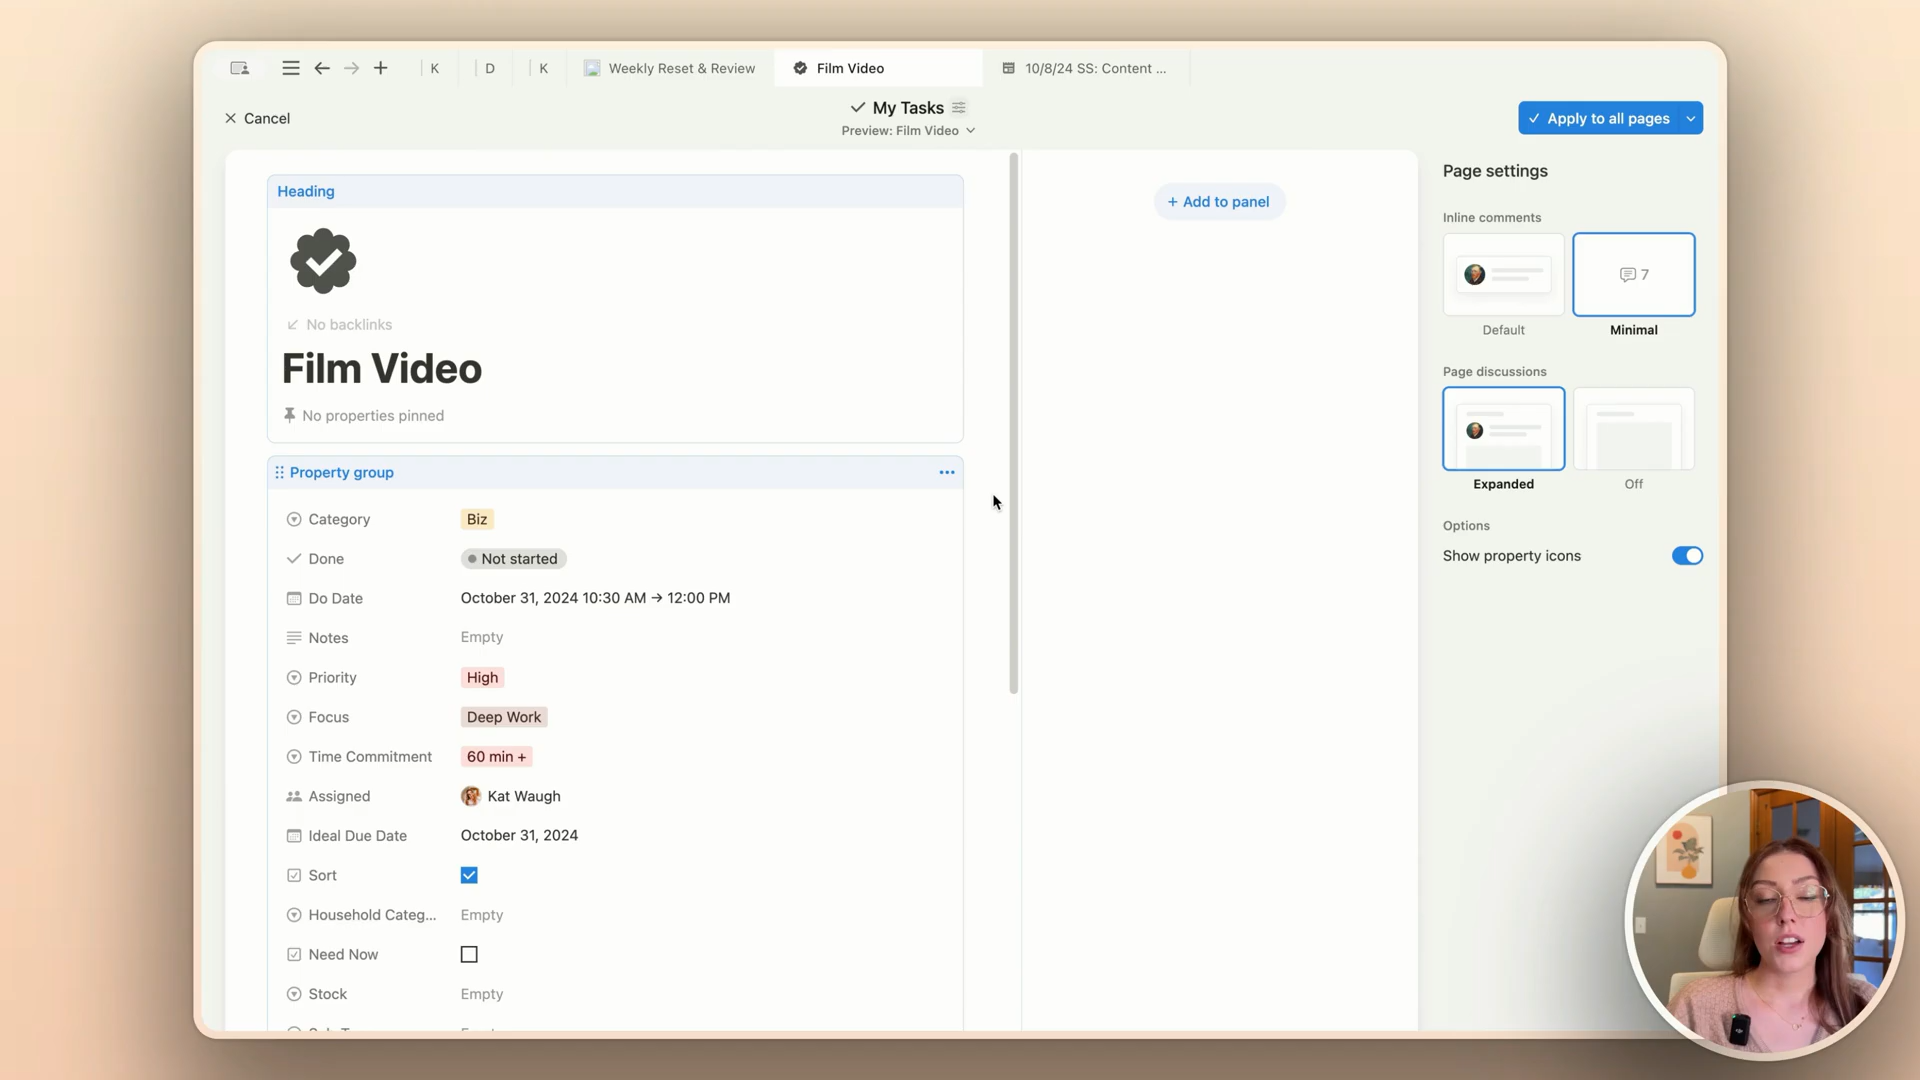 K
D
K
Weekly Reset & Review
Film Video
10/8/24 SS: Content ...
Cancel
My Tasks
Preview: Film Video
Apply to all pages
Heading
No backlinks
Film Video
No properties pinned
Property group
Category Biz
Done Not started
Do Date October 31, 2024 10:30 AM → 12:00 PM
Notes Empty
Priority High
Focus Deep Work
Time Commitment 60 min +
Assigned Kat Waugh
Ideal Due Date October 31, 2024
Sort
Household Categ... Empty
Need Now
Stock Empty
+ Add to panel
Page settings
Inline comments
7
Default Minimal
Page discussions
Expanded Off
Options
Show property icons